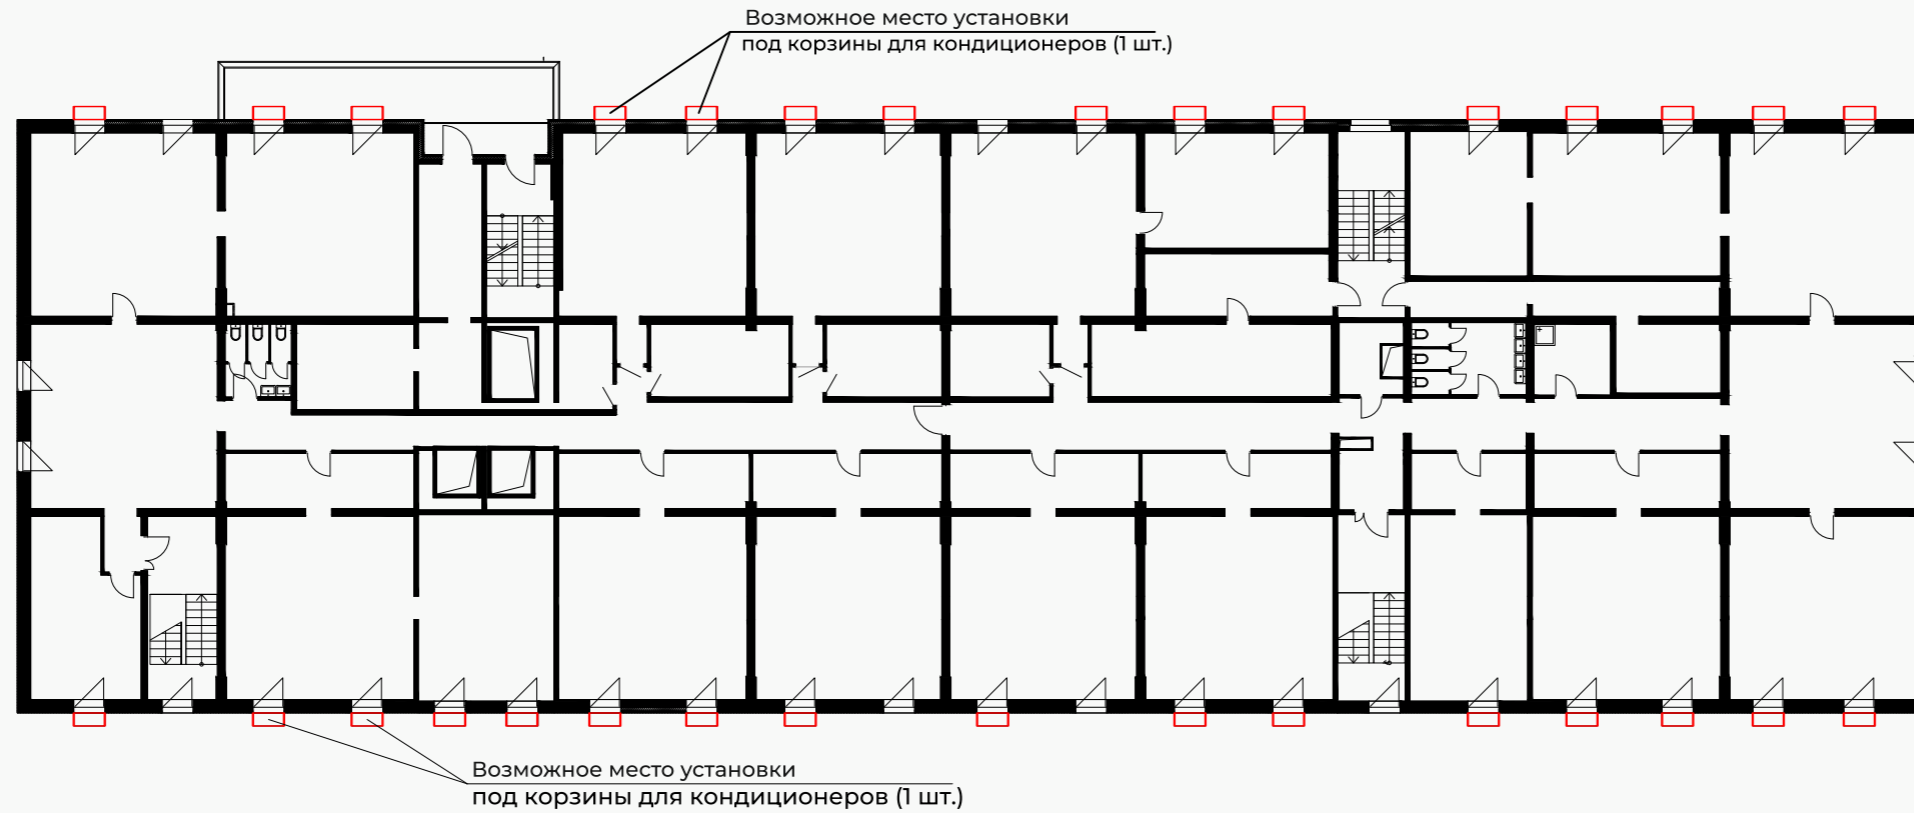 Возможное место установки
под корзины для кондиционеров (1 шт.)
Возможное место установки
под корзины для кондиционеров (1 шт.)